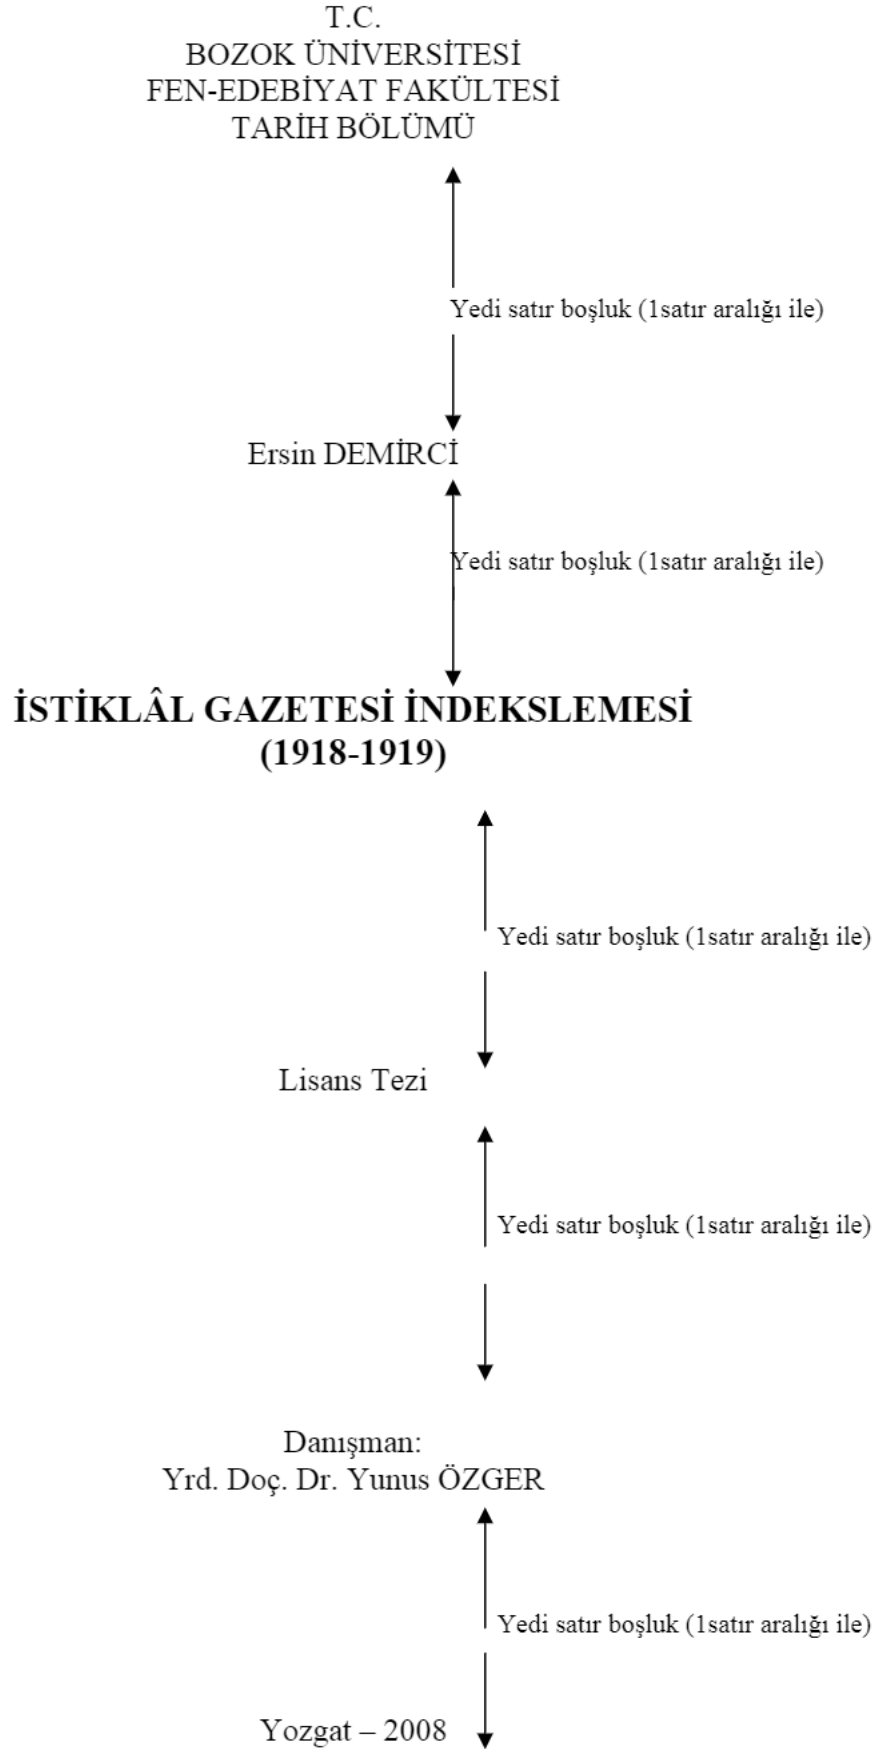 T.C.
BOZOK ÜNİVERSİTESİ
FEN-EDEBİYAT FAKÜLTESİ
TARİH BÖLÜMÜ
Yedi satır boşluk (1satır aralığı ile)
Ersin DEMİRCİ
Yedi satır boşluk (1satır aralığı ile)
İSTİKLÂL GAZETESİ İNDEKSLEMESİ
(1918-1919)
Yedi satır boşluk (1satır aralığı ile)
Lisans Tezi
Yedi satır boşluk (1satır aralığı ile)
Danışman:
Yrd. Doç. Dr. Yunus ÖZGER
Yedi satır boşluk (1satır aralığı ile)
Yozgat – 2008